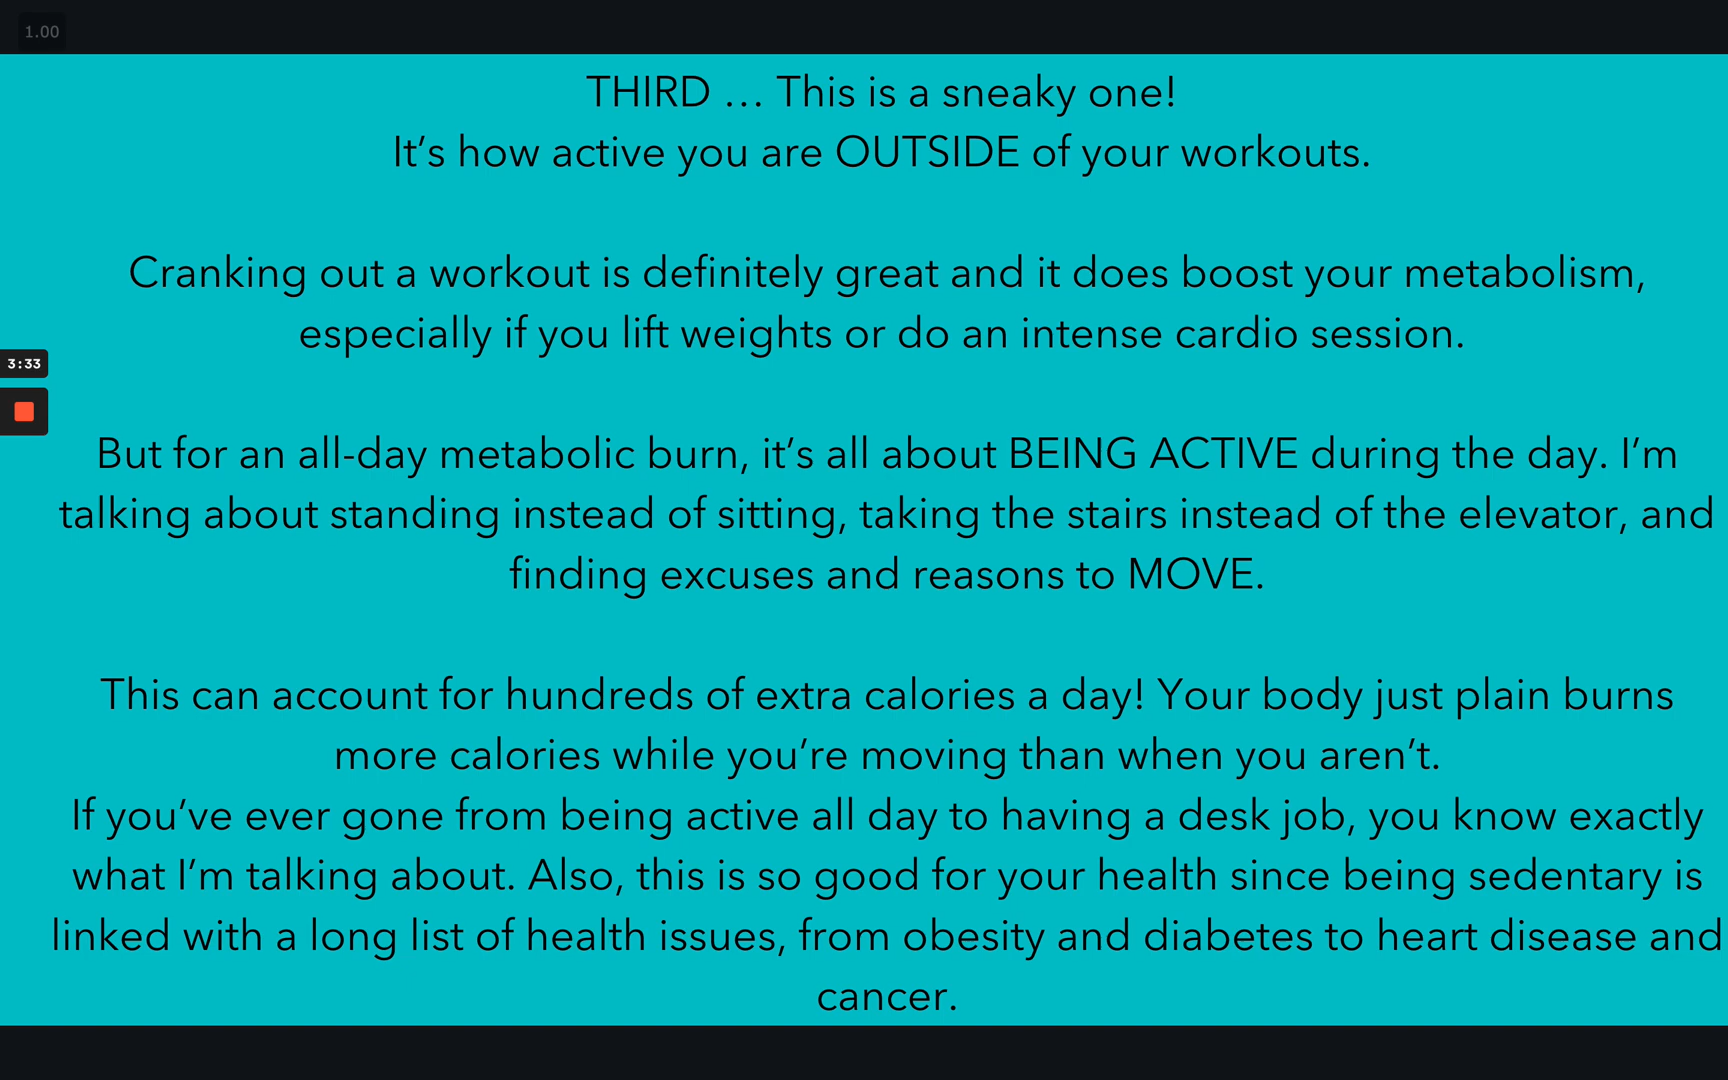 1.00
THIRD … This is a sneaky one!
It’s how active you are OUTSIDE of your workouts.
Cranking out a workout is definitely great and it does boost your metabolism,
especially if you lift weights or do an intense cardio session.
3:33
But for an all-day metabolic burn, it’s all about BEING ACTIVE during the day. I’m
talking about standing instead of sitting, taking the stairs instead of the elevator, and
finding excuses and reasons to MOVE.
This can account for hundreds of extra calories a day! Your body just plain burns
more calories while you’re moving than when you aren’t.
If you’ve ever gone from being active all day to having a desk job, you know exactly
what I’m talking about. Also, this is so good for your health since being sedentary is
linked with a long list of health issues, from obesity and diabetes to heart disease and
cancer.